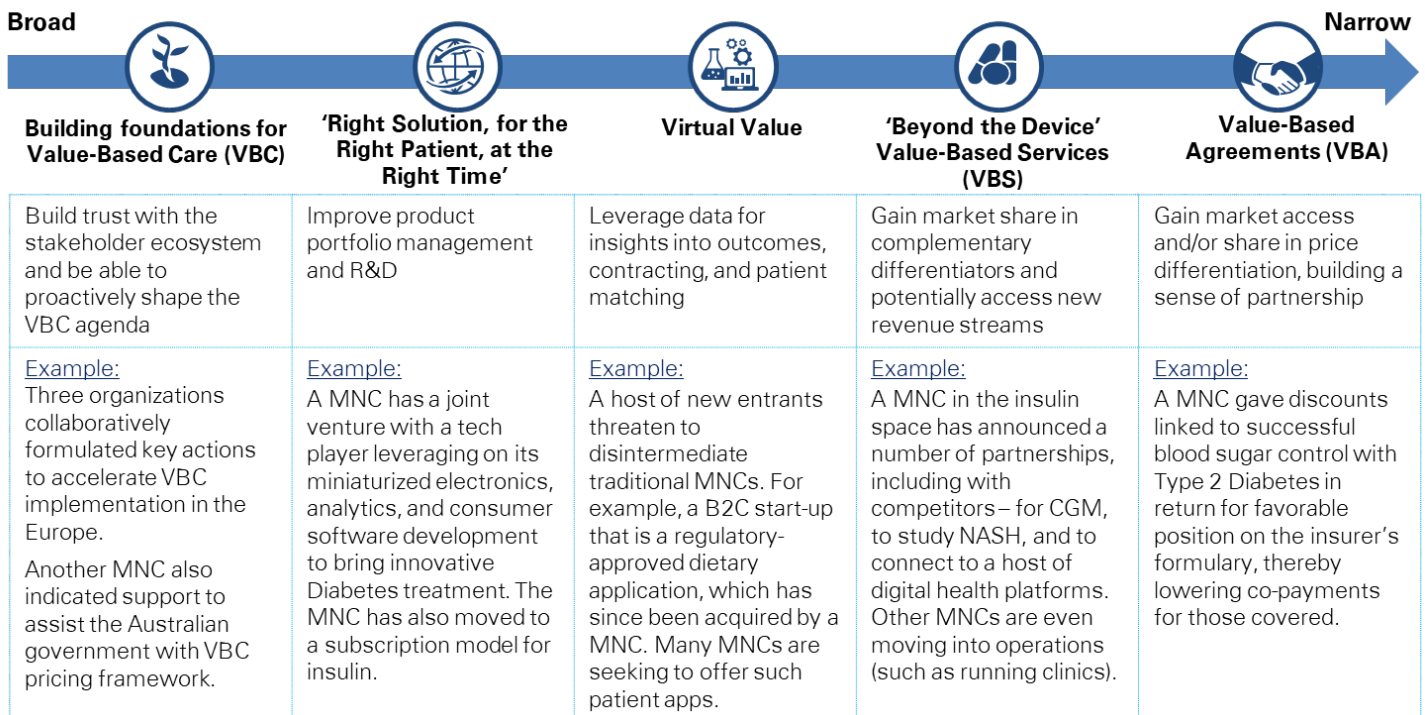 Broad
Narrow
Building foundations for
Value-Based Care (VBC)
‘Right Solution, for the
Right Patient, at the
Right Time’
Virtual Value
‘Beyond the Device’
Value-Based Services
(VBS)
Value-Based
Agreements (VBA)
Build trust with the
stakeholder ecosystem
and be able to
proactively shape the
VBC agenda
Improve product
portfolio management
and R&D
Leverage data for
insights into outcomes,
contracting, and patient
matching
Gain market share in
complementary
differentiators and
potentially access new
revenue streams
Gain market access
and/or share in price
differentiation, building a
sense of partnership
Example:
Three organizations
collaboratively
formulated key actions
to accelerate VBC
implementation in the
Europe.
Another MNC also
indicated support to
assist the Australian
government with VBC
pricing framework.
Example:
A MNC has a joint
venture with a tech
player leveraging on its
miniaturized electronics,
analytics, and consumer
software development
to bring innovative
Diabetes treatment. The
MNC has also moved to
a subscription model for
insulin.
Example:
A host of new entrants
threaten to
disintermediate
traditional MNCs. For
example, a B2C start-up
that is a regulatory-
approved dietary
application, which has
since been acquired by a
MNC. Many MNCs are
seeking to offer such
patient apps.
Example:
A MNC in the insulin
space has announced a
number of partnerships,
including with
competitors – for CGM,
to study NASH, and to
connect to a host of
digital health platforms.
Other MNCs are even
moving into operations
(such as running clinics).
Example:
A MNC gave discounts
linked to successful
blood sugar control with
Type 2 Diabetes in
return for favorable
position on the insurer’s
formulary, thereby
lowering co-payments
for those covered.